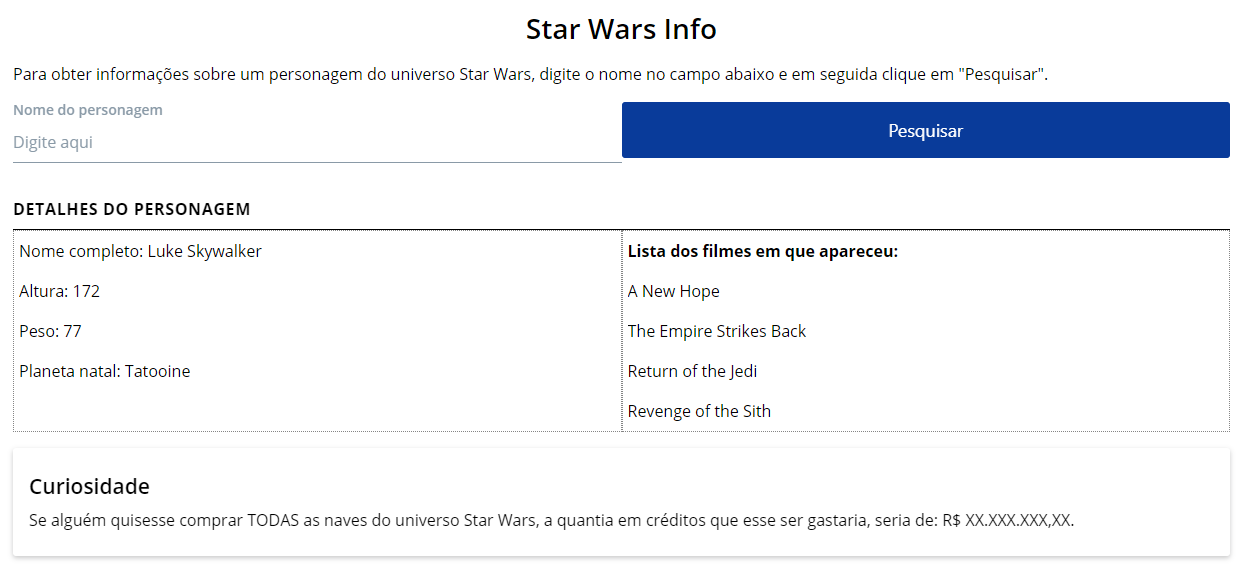 Star Wars Info
Para obter informações sobre um personagem do universo Star Wars, digite o nome no campo abaixo e em seguida clique em "Pesquisar".
Nome do personagem
Digite aqui
Pesquisar
DETALHES DO PERSONAGEM
Nome completo: Luke Skywalker
Altura: 172
Peso: 77
Planeta natal: Tatooine
Lista dos filmes em que apareceu:
A New Hope
The Empire Strikes Back
Return of the Jedi
Revenge of the Sith
Curiosidade
Se alguém quisesse comprar TODAS as naves do universo Star Wars, a quantia em créditos que esse ser gastaria, seria de: R$ XX.XXX.XXX,XX.